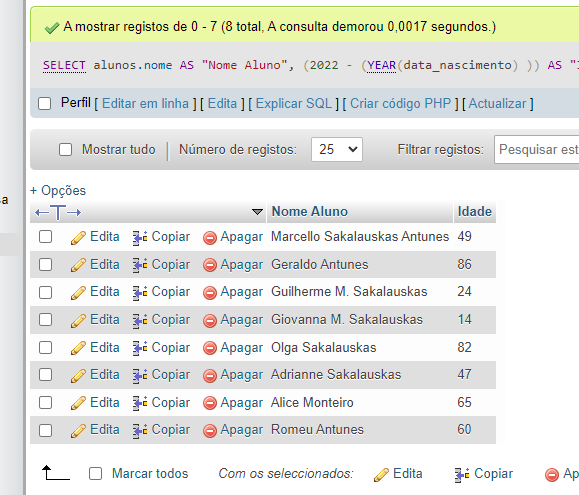 A mostrar registos de 0 - 7 (8 total, A consulta demorou 0,0017 segundos.)
SELECT alunos.nome AS "Nome Aluno", (2022 - (YEAR(data_nascimento) )) AS "I
Perfil [ Editar em linha ] [ Edita ] [ Explicar SQL ] [ Criar código PHP ] [ Actualizar ]
Mostrar tudo | Número de registos: 25 Filtrar registos: Pesquisar est
sa
+ Opções
Nome Aluno Idade
Edita Copiar Apagar Marcello Sakalauskas Antunes 49
Edita Copiar Apagar Geraldo Antunes 86
Edita Copiar Apagar Guilherme M. Sakalauskas 24
Edita Copiar Apagar Giovanna M. Sakalauskas 14
Edita Copiar Apagar Olga Sakalauskas 82
Edita Copiar Apagar Adrianne Sakalauskas 47
Edita Copiar Apagar Alice Monteiro 65
Edita Copiar Apagar Romeu Antunes 60
Marcar todos Com os seleccionados: Edita Copiar Ap